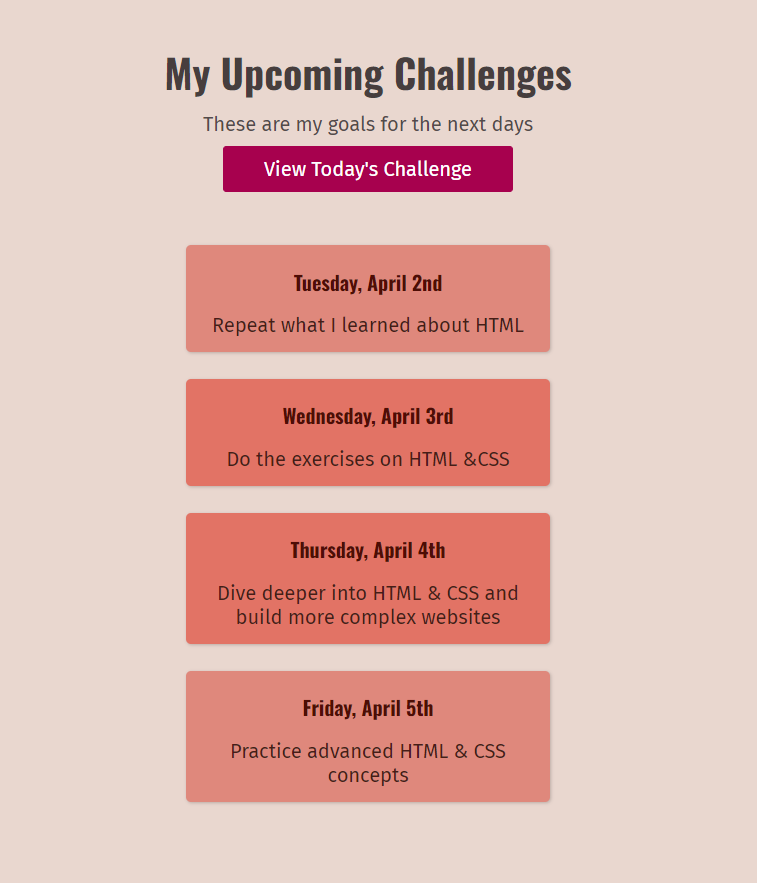 My Upcoming Challenges
These are my goals for the next days
View Today's Challenge
Tuesday, April 2nd
Repeat what I learned about HTML
Wednesday, April 3rd
Do the exercises on HTML &CSS
Thursday, April 4th
Dive deeper into HTML & CSS and
build more complex websites
Friday, April 5th
Practice advanced HTML & CSS
concepts